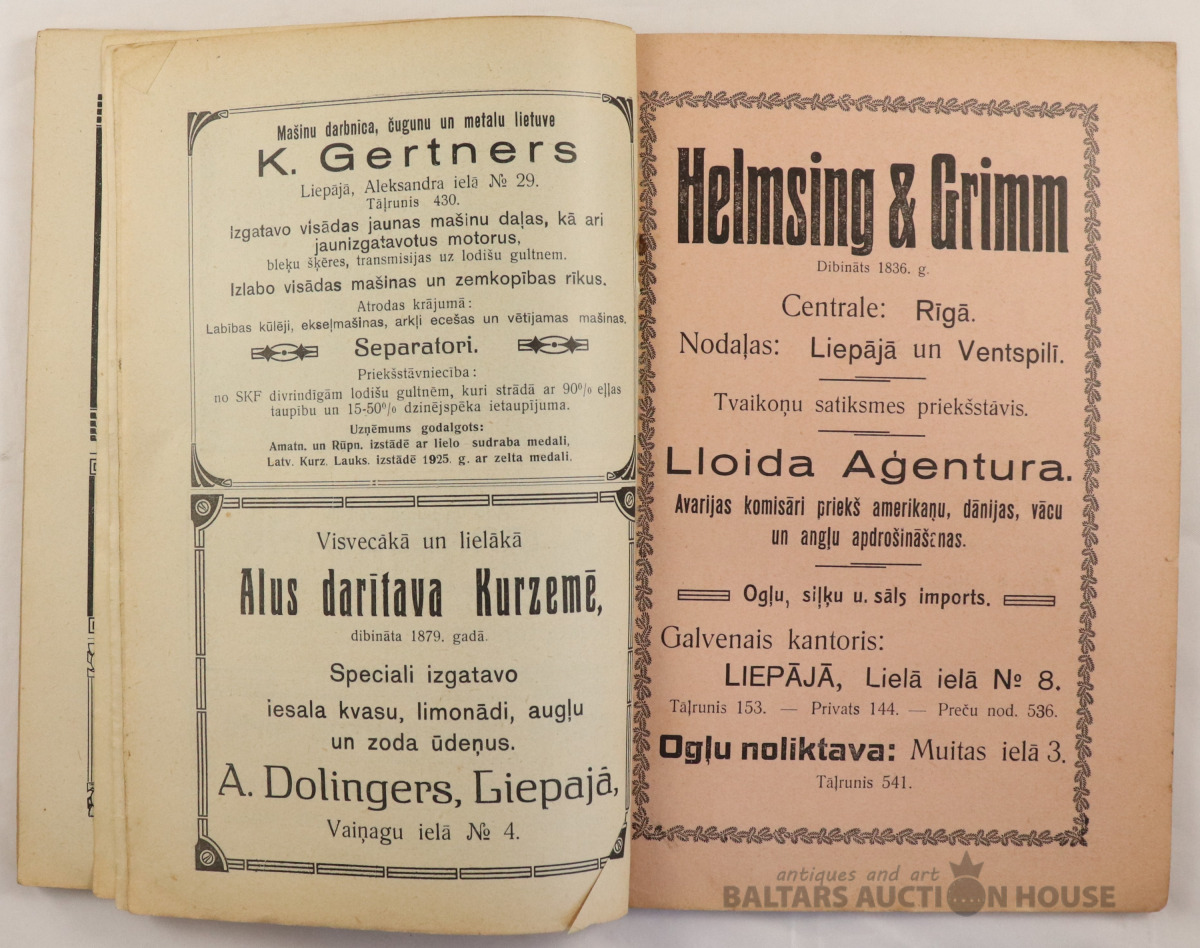 Mašinu darbnica, čugunu un metalu lietuve
K. Gertners
Liepājā, Aleksandra ielā № 29.
Tāļrunis 430.
Izgatavo visādas jaunas mašinu daļas, kā ari
jaunizgatavotus motorus,
bleķu šķēres, transmisijas uz lodišu gultnem.
Izlabo visādas mašinas un zemkopības rīkus.
Atrodas krājumā:
Labības kūlēji, ekseļmašinas, arkļi ecešas un vētījamas mašinas.
Separatori.
Priekšstāvniecība:
no SKF divrindīgām lodišu gultnēm, kuri strādā ar 90% eļļas
taupību un 15-50% dzinējspēka ietaupījuma.
Uzņēmums godalgots:
Amatn. un Rūpn. izstādē ar lielo sudraba medali,
Latv. Kurz. Lauks. izstādē 1925. g. ar zelta medali.
Visvecākā un lielākā
Alus darītava Kurzemē,
dibināta 1879. gadā.
Speciali izgatavo
iesala kvasu, limonādi, augļu
un zoda ūdeņus.
A. Dolingers, Liepajā,
Vaiņagu ielā № 4.
Helmsing & Grimm
Dibināts 1836. g.
Centrale: Rīgā.
Nodaļas: Liepājā un Ventspilī.
Tvaikoņu satiksmes priekšstāvis.
Lloida Aģentura.
Avarijas komisāri priekš amerikaņu, dānijas, vācu
un angļu apdrošināšanas.
Ogļu, siļķu u. sāls imports.
Galvenais kantoris:
LIEPĀJĀ, Lielā ielā № 8.
Tāļrunis 153. — Privats 144. — Preču nod. 536.
Ogļu noliktava: Muitas ielā 3.
Tāļrunis 541.
antiques and art
BALTARS AUCTION HOUSE